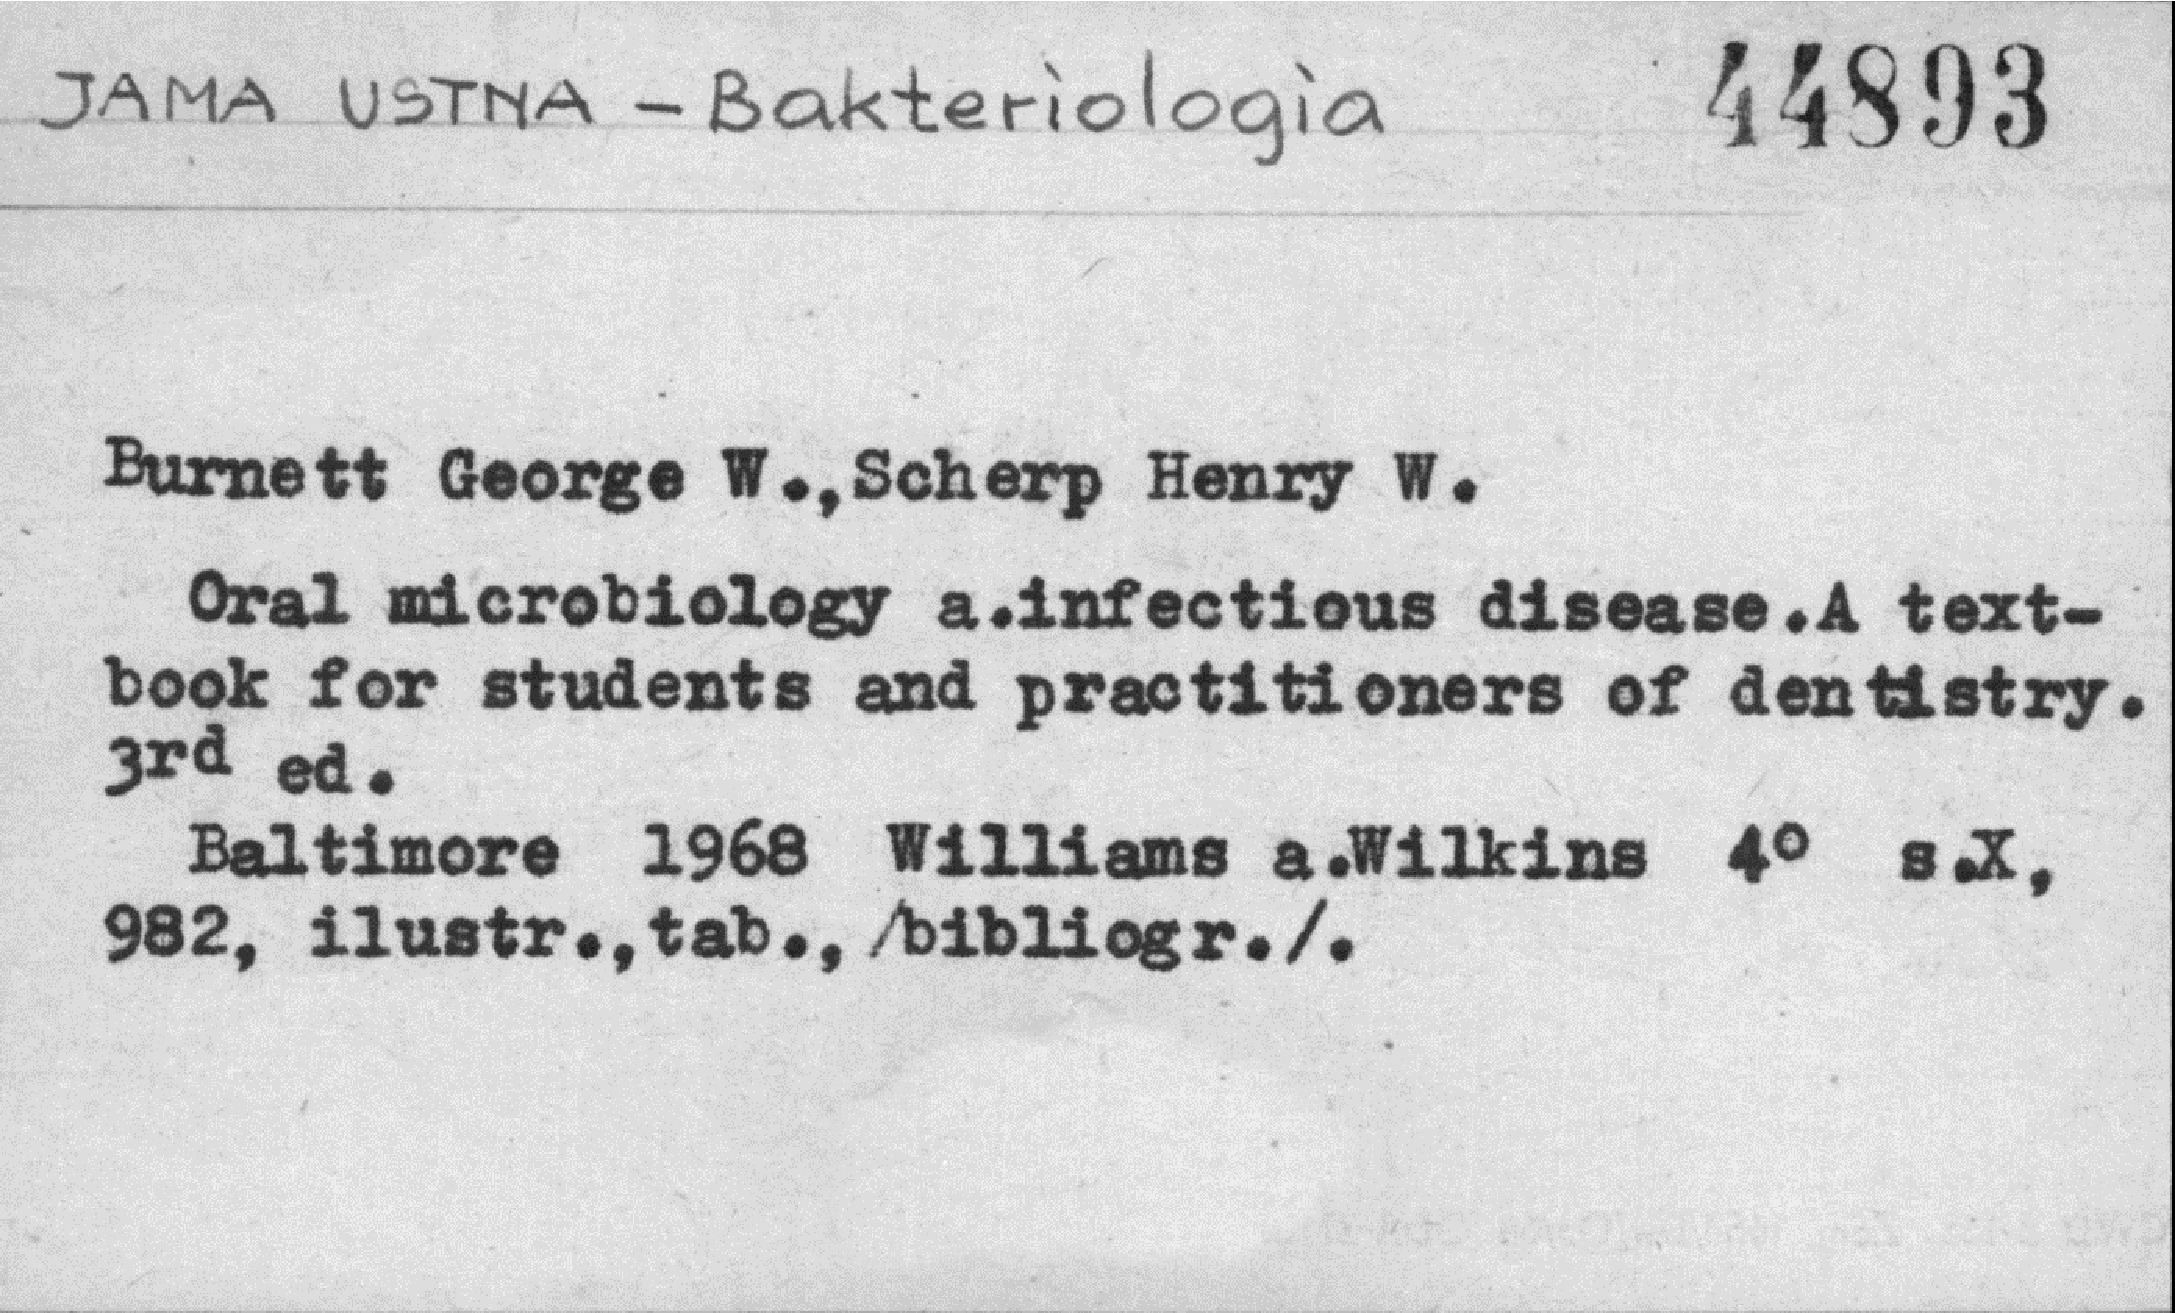 JAMA USTNA - Bakteriologia 44893
Burnett George W.,Scherp Henry W.
Oral microbiology a.infectious disease.A text-
book for students and practitioners of dentistry.
3rd ed.
Baltimore 1968 Williams a.Wilkins 4° s.X,
982, ilustr.,tab., /bibliogr./.